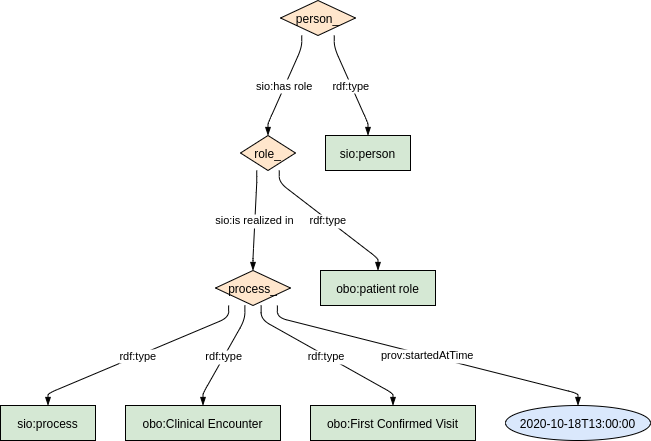 person_
sio:has role
rdf:type
role_
sio:person
sio:is realized in
rdf:type
process_
obo:patient role
rdf:type
rdf:type
rdf:type
prov:startedAtTime
sio:process
obo:Clinical Encounter
obo:First Confirmed Visit
2020-10-18T13:00:00